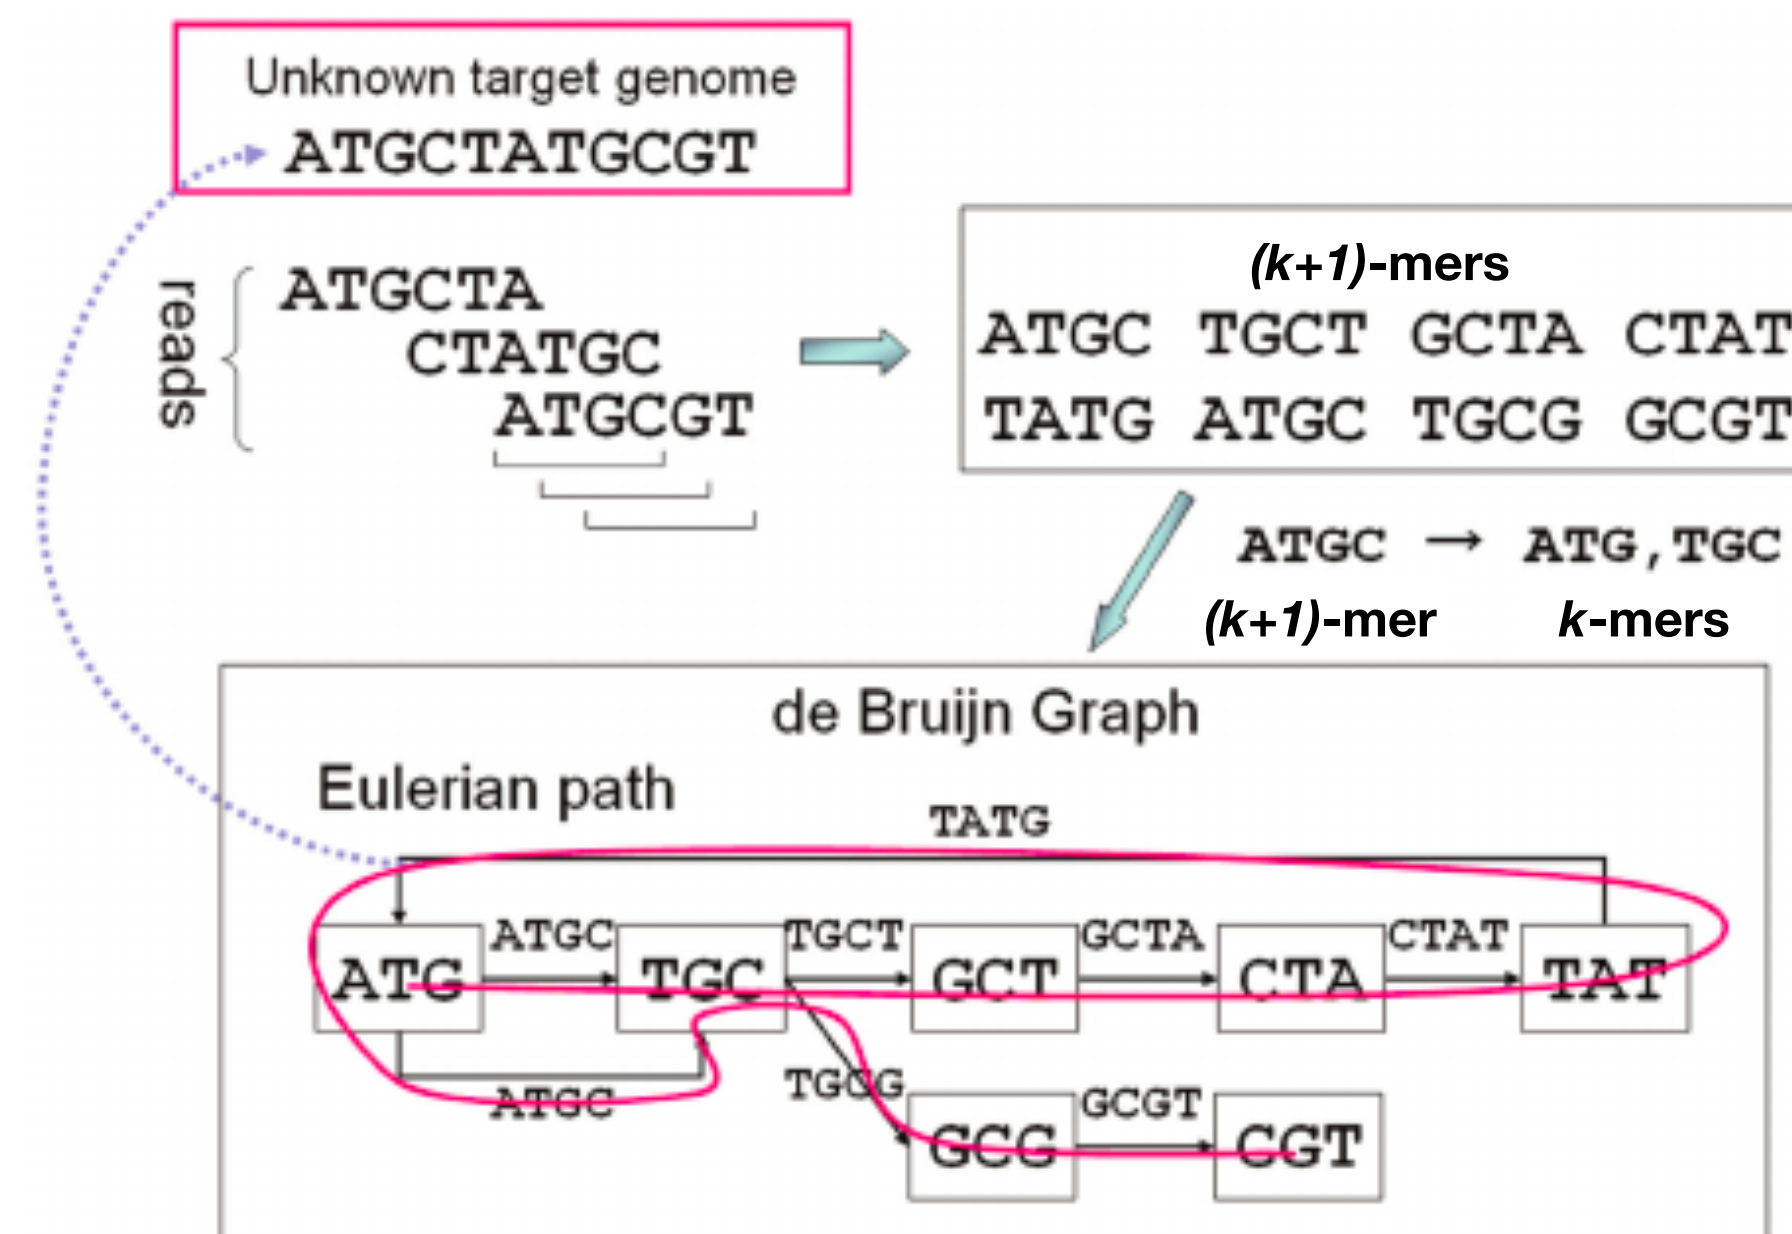 Unknown target genome
ATGCTATGCGT
reads
ATGCTA
CTATGC
ATGCGT
(k+1)-mers
ATGC TGCT GCTA CTAT
TATG ATGC TGCG GCGT
ATGC → ATG,TGC
(k+1)-mer k-mers
de Bruijn Graph
Eulerian path
TATG
ATGC TGCT GCTA CTAT
ATG TGC GCT CTA TAT
TGCG GCGT
ATGC
GCG CGT